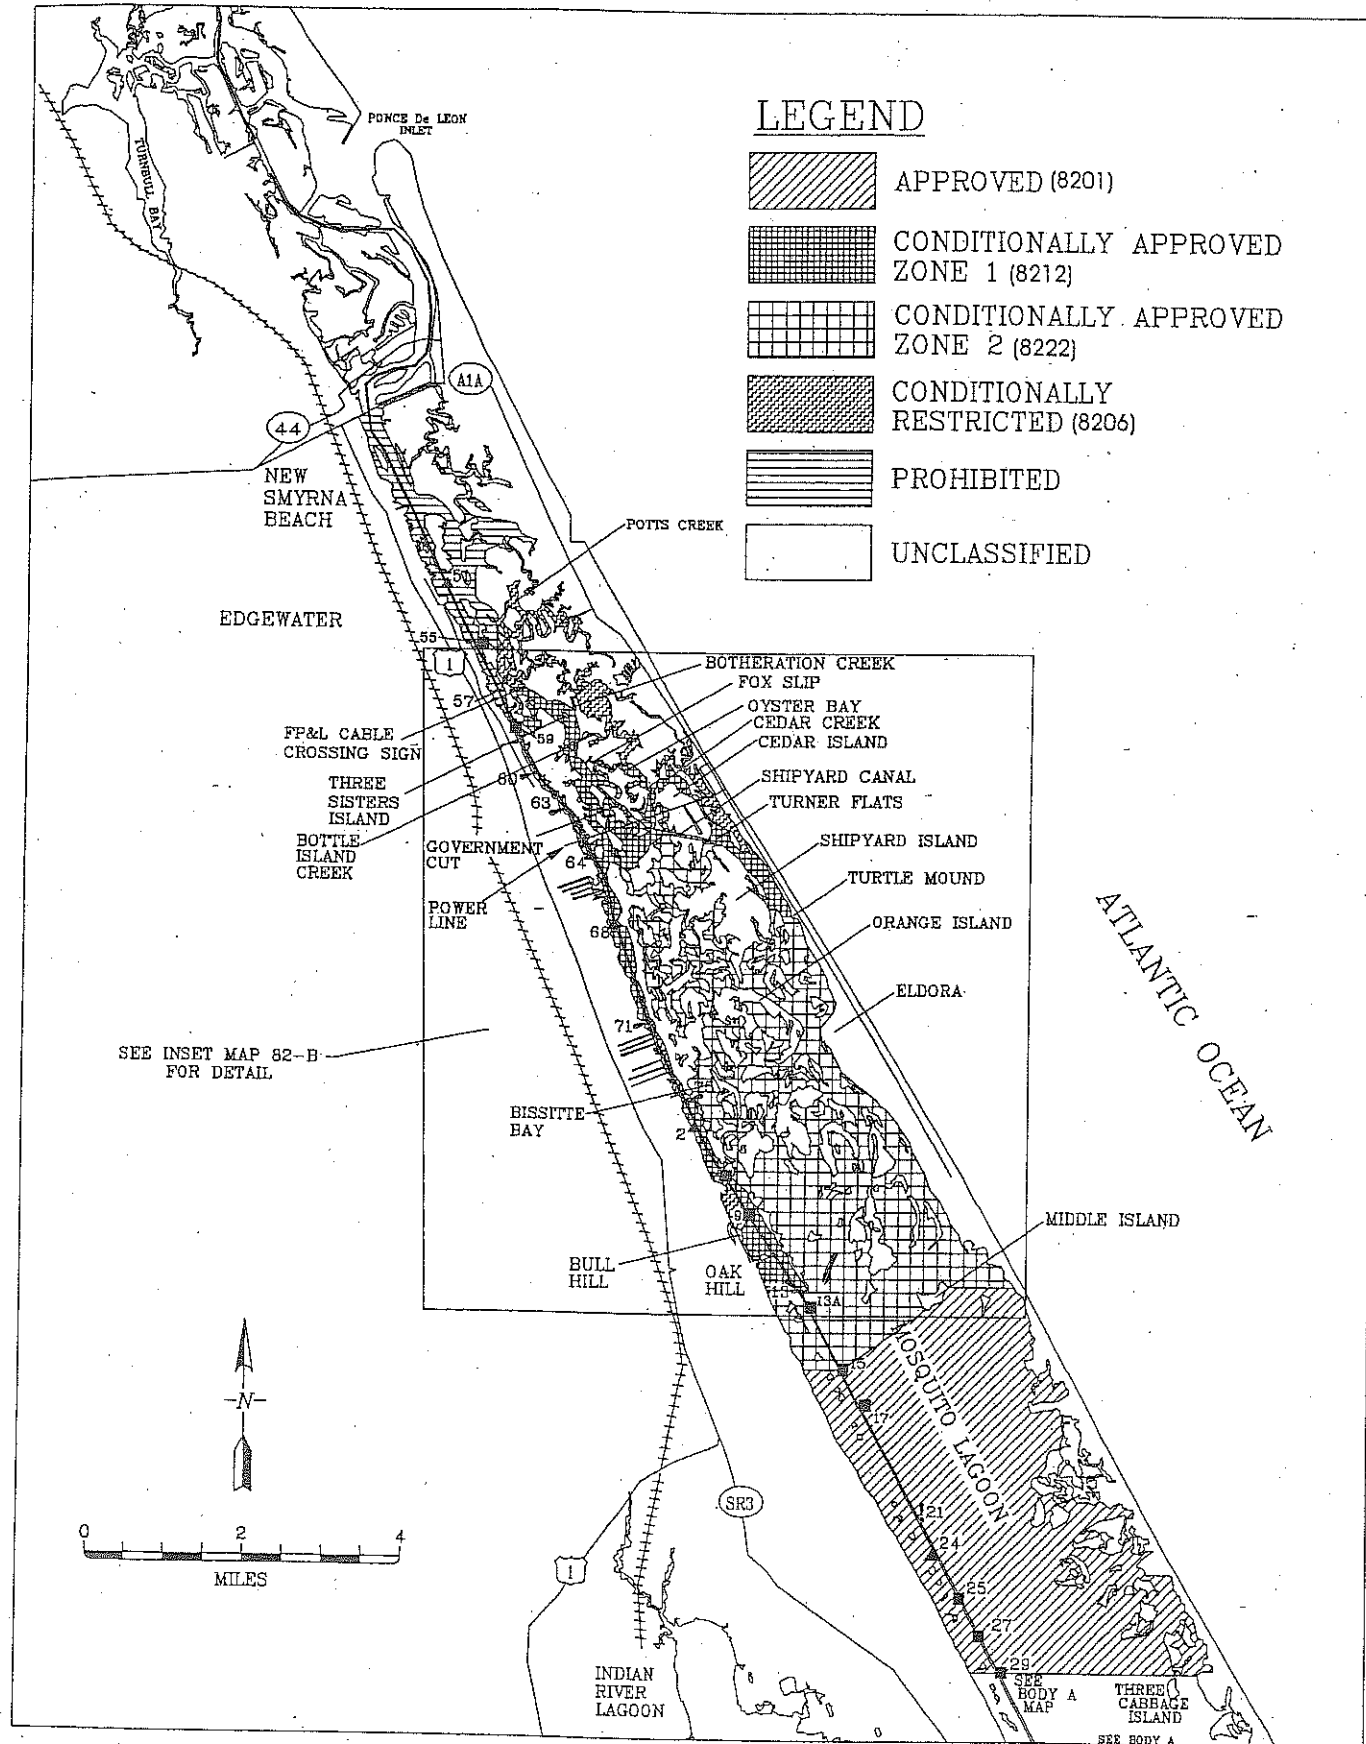 PONCE De LEON
INLET
TURNBULL BAY
LEGEND
APPROVED (8201)
CONDITIONALLY APPROVED
ZONE 1 (8212)
CONDITIONALLY APPROVED
ZONE 2 (8222)
CONDITIONALLY
RESTRICTED (8206)
PROHIBITED
UNCLASSIFIED
A1A
44
NEW
SMYRNA
BEACH
POTTS CREEK
50
EDGEWATER
55
1
57
BOTHERATION CREEK
FOX SLIP
OYSTER BAY
CEDAR CREEK
CEDAR ISLAND
SHIPYARD CANAL
TURNER FLATS
SHIPYARD ISLAND
TURTLE MOUND
ORANGE ISLAND
ELDORA
FP&L CABLE
CROSSING SIGN
59
THREE
SISTERS
ISLAND
60
63
BOTTLE
ISLAND
CREEK
GOVERNMENT
CUT
64
POWER
LINE
68
ATLANTIC OCEAN
71
SEE INSET MAP 82-B
FOR DETAIL
BISSITTE
BAY
2
9
MIDDLE ISLAND
BULL
HILL
OAK
HILL
13
13A
MOSQUITO LAGOON
15
17
-N-
SR3
21
24
0 2 4
MILES
1
25
27
29
INDIAN
RIVER
LAGOON
SEE
BODY A
MAP
THREE
CABBAGE
ISLAND
SEE BODY A